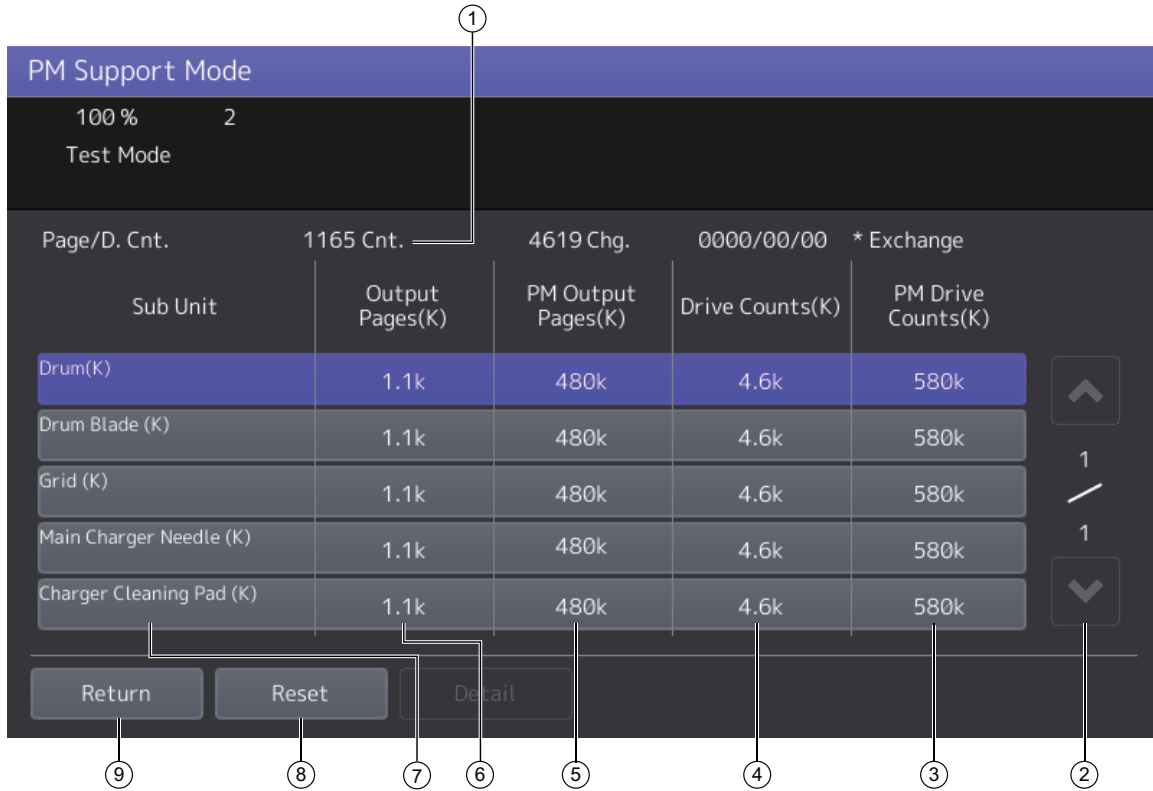 1
PM Support Mode
100 % 2
Test Mode
Page/D. Cnt. 1165 Cnt. 4619 Chg. 0000/00/00 * Exchange
Sub Unit Output Pages(K) PM Output Pages(K) Drive Counts(K) PM Drive Counts(K)
Drum(K) 1.1k 480k 4.6k 580k
Drum Blade (K) 1.1k 480k 4.6k 580k
Grid (K) 1.1k 480k 4.6k 580k
1
/
1
Main Charger Needle (K) 1.1k 480k 4.6k 580k
Charger Cleaning Pad (K) 1.1k 480k 4.6k 580k
Return Reset Detail
9 8 7 6 5 4 3 2